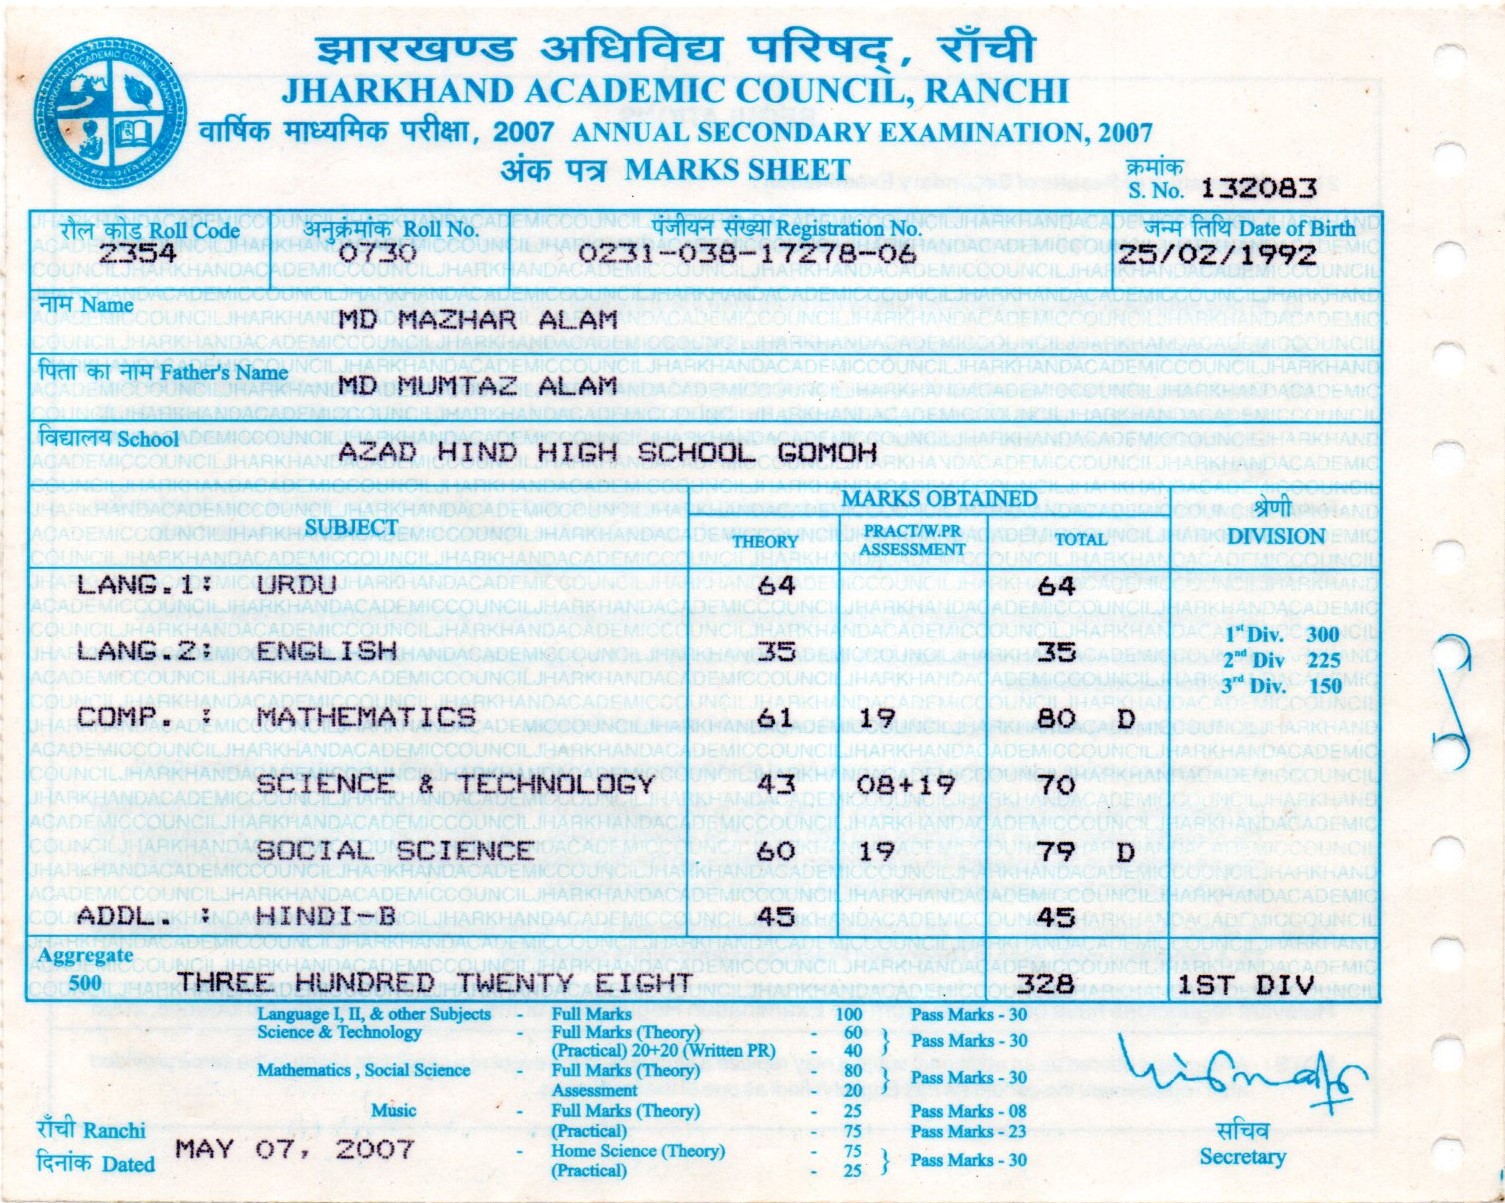 झारखण्ड अधिविद्य परिषद्, राँची
JHARKHAND ACADEMIC COUNCIL, RANCHI
वार्षिक माध्यमिक परीक्षा, 2007 ANNUAL SECONDARY EXAMINATION, 2007
अंक पत्र MARKS SHEET
क्रमांक
S. No. 132083
रौल कोड Roll Code अनुक्रमांक Roll No. पंजीयन संख्या Registration No. जन्म तिथि Date of Birth
2354 0730 0231-038-17278-06 25/02/1992
नाम Name
MD MAZHAR ALAM
पिता का नाम Father's Name MD MUMTAZ ALAM
विद्यालय School
AZAD HIND HIGH SCHOOL GOMOH
MARKS OBTAINED
SUBJECT THEORY PRACT/W.PR ASSESSMENT TOTAL श्रेणी DIVISION
LANG.1: URDU 64 64
1st Div. 300
LANG.2: ENGLISH 35 35 2nd Div 225
3rd Div. 150
COMP. : MATHEMATICS 61 19 80 D
SCIENCE & TECHNOLOGY 43 08+19 70
SOCIAL SCIENCE 60 19 79 D
ADDL. : HINDI-B 45 45
Aggregate
500 THREE HUNDRED TWENTY EIGHT 328 1ST DIV
Language I, II, & other Subjects Full Marks 100 Pass Marks - 30
Science & Technology - Full Marks (Theory) - 60
(Practical) 20+20 (Written PR) - 40 } Pass Marks - 30
Mathematics , Social Science Full Marks (Theory) - 80
Assessment - 20 } Pass Marks - 30
Music - Full Marks (Theory) - 25 Pass Marks - 08
(Practical) - 75 Pass Marks - 23
- Home Science (Theory) - 75
(Practical) - 25 } Pass Marks - 30
राँची Ranchi
दिनांक Dated MAY 07, 2007
सचिव
Secretary